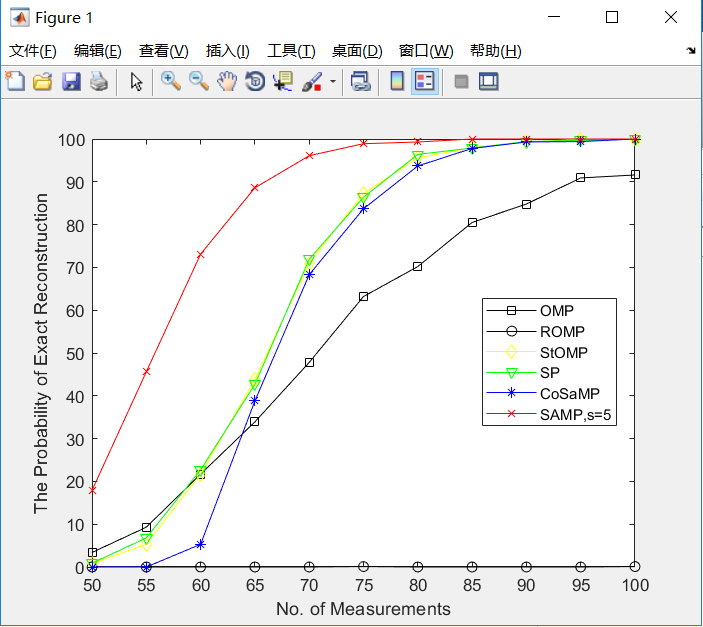 Figure 1
文件(F) 编辑(E) 查看(V) 插入(I) 工具(T) 桌面(D) 窗口(W) 帮助(H)
The Probability of Exact Reconstruction
100
90
80
70
60
50
40
30
20
10
0
OMP
ROMP
StOMP
SP
CoSaMP
SAMP,s=5
50 55 60 65 70 75 80 85 90 95 100
No. of Measurements